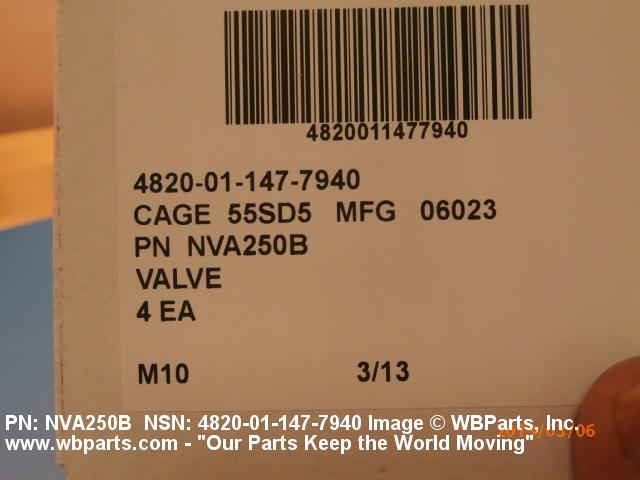 4820011477940
4820-01-147-7940
CAGE 55SD5 MFG 06023
PN NVA250B
VALVE
4 EA
M10 3/13
PN: NVA250B NSN: 4820-01-147-7940 Image © WBParts, Inc.
www.wbparts.com - "Our Parts Keep the World Moving"